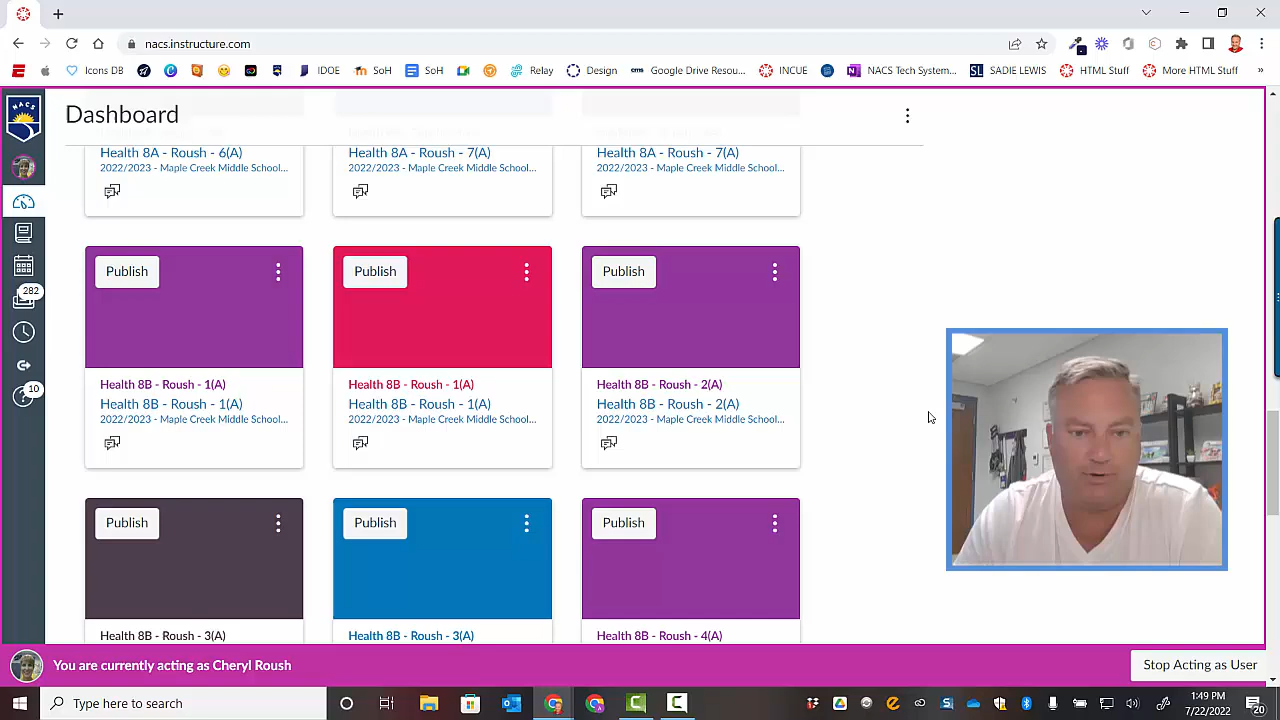 nacs.instructure.com
Icons DB
IDOE
SoH
SoH
Relay
Design
cms
Google Drive Resou...
INCUE
NACS Tech System...
SL
SADIE LEWIS
HTML Stuff
More HTML Stuff
NACS
Dashboard
Health 8A - Roush - 6(A)
Health 8A - Roush - 7(A)
Health 8A - Roush - 7(A)
2022/2023 - Maple Creek Middle School...
2022/2023 - Maple Creek Middle School...
2022/2023 - Maple Creek Middle School...
282
10
Publish
Publish
Publish
Health 8B - Roush - 1(A)
Health 8B - Roush - 1(A)
Health 8B - Roush - 2(A)
Health 8B - Roush - 1(A)
Health 8B - Roush - 1(A)
Health 8B - Roush - 2(A)
2022/2023 - Maple Creek Middle School...
2022/2023 - Maple Creek Middle School...
2022/2023 - Maple Creek Middle School...
Publish
Publish
Publish
Health 8B - Roush - 3(A)
Health 8B - Roush - 3(A)
Health 8B - Roush - 4(A)
You are currently acting as Cheryl Roush
Stop Acting as User
Type here to search
1:49 PM
7/22/2022
20